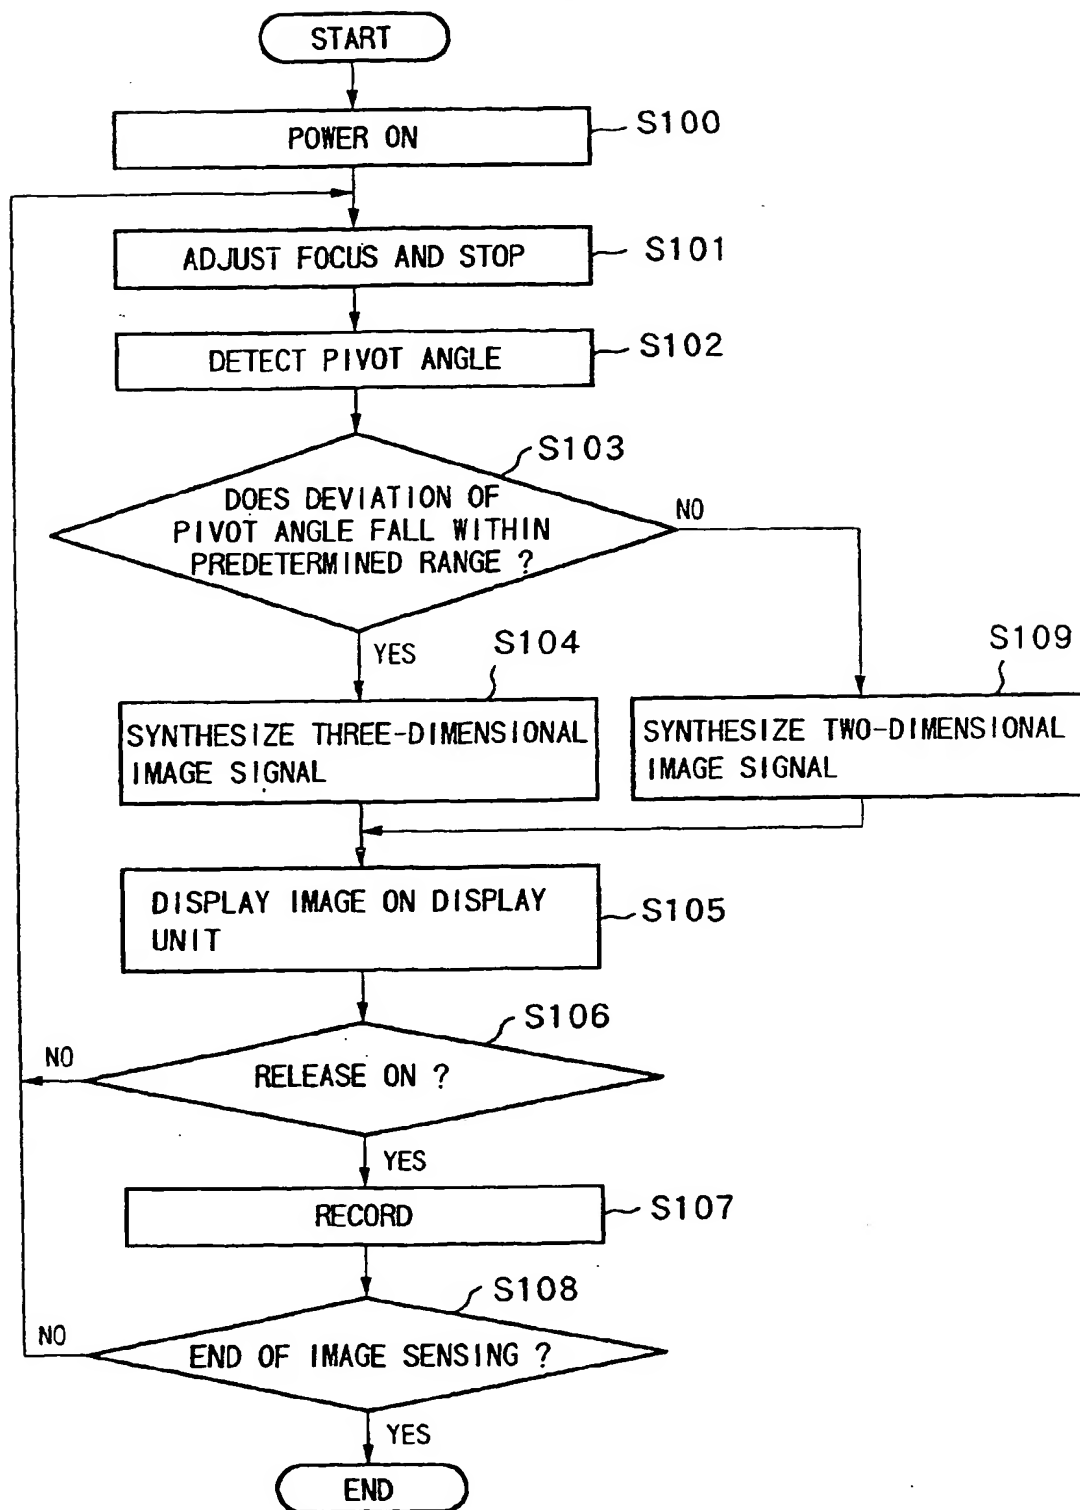 START
POWER ON
S100
ADJUST FOCUS AND STOP
S101
DETECT PIVOT ANGLE
S102
S103
DOES DEVIATION OF
PIVOT ANGLE FALL WITHIN
PREDETERMINED RANGE ?
NO
YES
S104
S109
SYNTHESIZE THREE-DIMENSIONAL
IMAGE SIGNAL
SYNTHESIZE TWO-DIMENSIONAL
IMAGE SIGNAL
DISPLAY IMAGE ON DISPLAY
UNIT
S105
S106
NO
RELEASE ON ?
YES
RECORD
S107
S108
NO
END OF IMAGE SENSING ?
YES
END